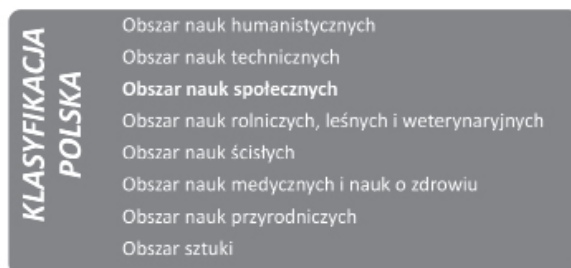 KLASYFIKACJA
POLSKA
Obszar nauk humanistycznych
Obszar nauk technicznych
Obszar nauk społecznych
Obszar nauk rolniczych, leśnych i weterynaryjnych
Obszar nauk ścisłych
Obszar nauk medycznych i nauk o zdrowiu
Obszar nauk przyrodniczych
Obszar sztuki